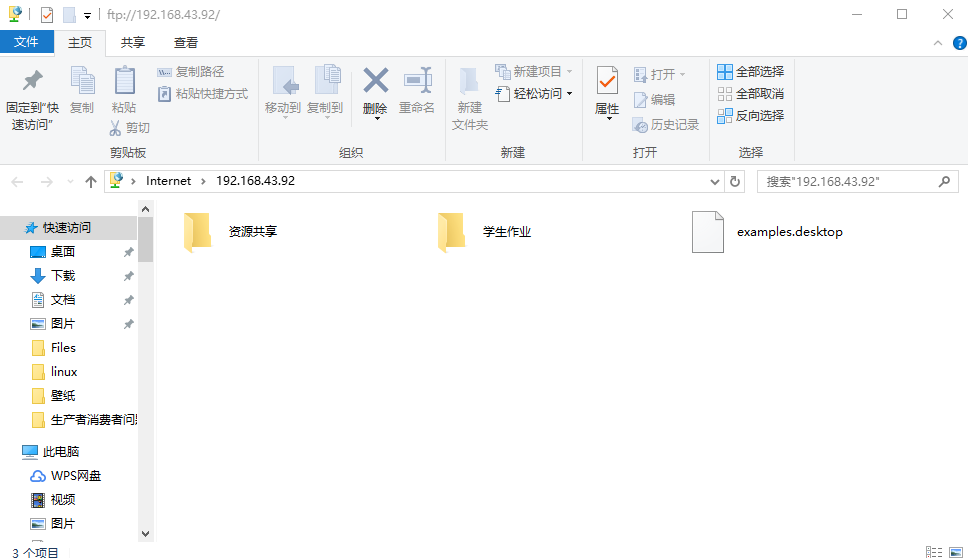 ftp://192.168.43.92/
文件 主页 共享 查看
固定到"快速访问"
复制
粘贴
复制路径
粘贴快捷方式
剪切
剪贴板
移动到
复制到
删除
重命名
组织
新建文件夹
新建项目
轻松访问
新建
属性
打开
编辑
历史记录
打开
全部选择
全部取消
反向选择
选择
Internet 192.168.43.92
搜索"192.168.43.92"
快速访问
桌面
下载
文档
图片
Files
linux
壁纸
生产者消费者问
此电脑
WPS网盘
视频
图片
资源共享
学生作业
examples.desktop
3 个项目